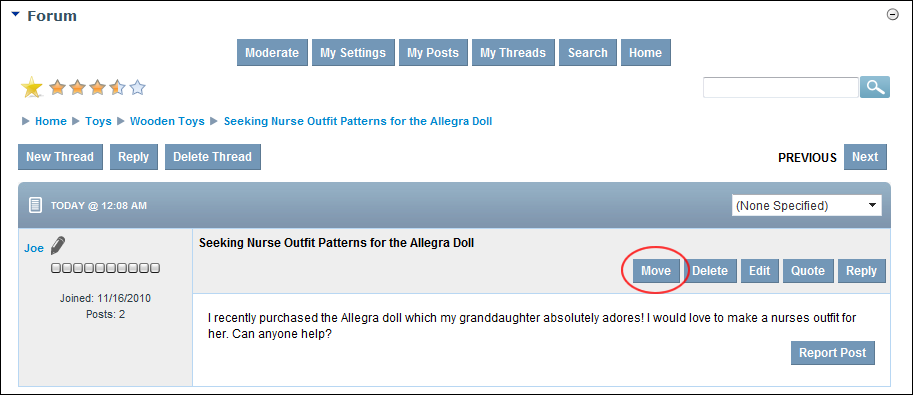 Forum
Moderate My Settings My Posts My Threads Search Home
Home Toys Wooden Toys Seeking Nurse Outfit Patterns for the Allegra Doll
New Thread Reply Delete Thread PREVIOUS Next
TODAY @ 12:08 AM (None Specified)
Joe Seeking Nurse Outfit Patterns for the Allegra Doll
Move Delete Edit Quote Reply
Joined: 11/16/2010
Posts: 2
I recently purchased the Allegra doll which my granddaughter absolutely adores! I would love to make a nurses outfit for
her. Can anyone help?
Report Post